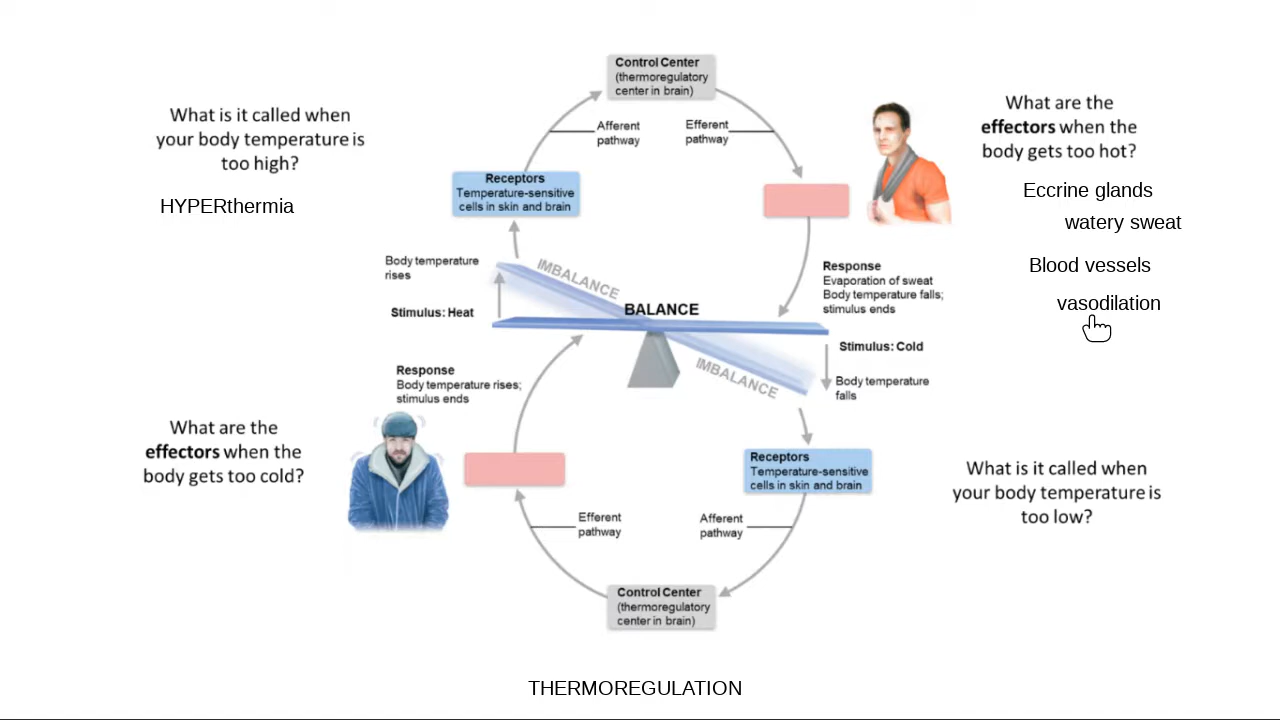 Control Center
(thermoregulatory
center in brain)
Afferent
pathway
Efferent
pathway
What is it called when
your body temperature is
too high?
HYPERthermia
What are the
effectors when the
body gets too hot?
Eccrine glands
watery sweat
Blood vessels
vasodilation
Receptors
Temperature-sensitive
cells in skin and brain
Body temperature
rises
Stimulus: Heat
IMBALANCE
BALANCE
IMBALANCE
Response
Evaporation of sweat
Body temperature falls;
stimulus ends
Stimulus: Cold
Body temperature
falls
Response
Body temperature rises;
stimulus ends
What are the
effectors when the
body gets too cold?
Receptors
Temperature-sensitive
cells in skin and brain
What is it called when
your body temperature is
too low?
Efferent
pathway
Afferent
pathway
Control Center
(thermoregulatory
center in brain)
THERMOREGULATION